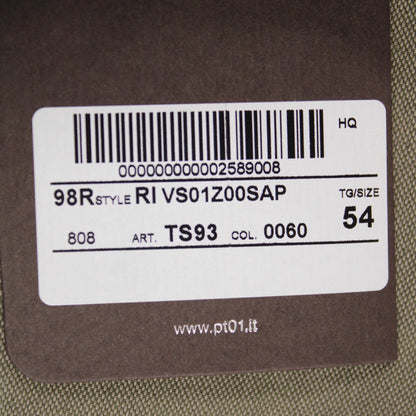 HQ
000000000002589008
98R STYLE RI VS01Z00SAP TG/SIZE
808 ART. TS93 COL. 0060 54
www.pt01.it